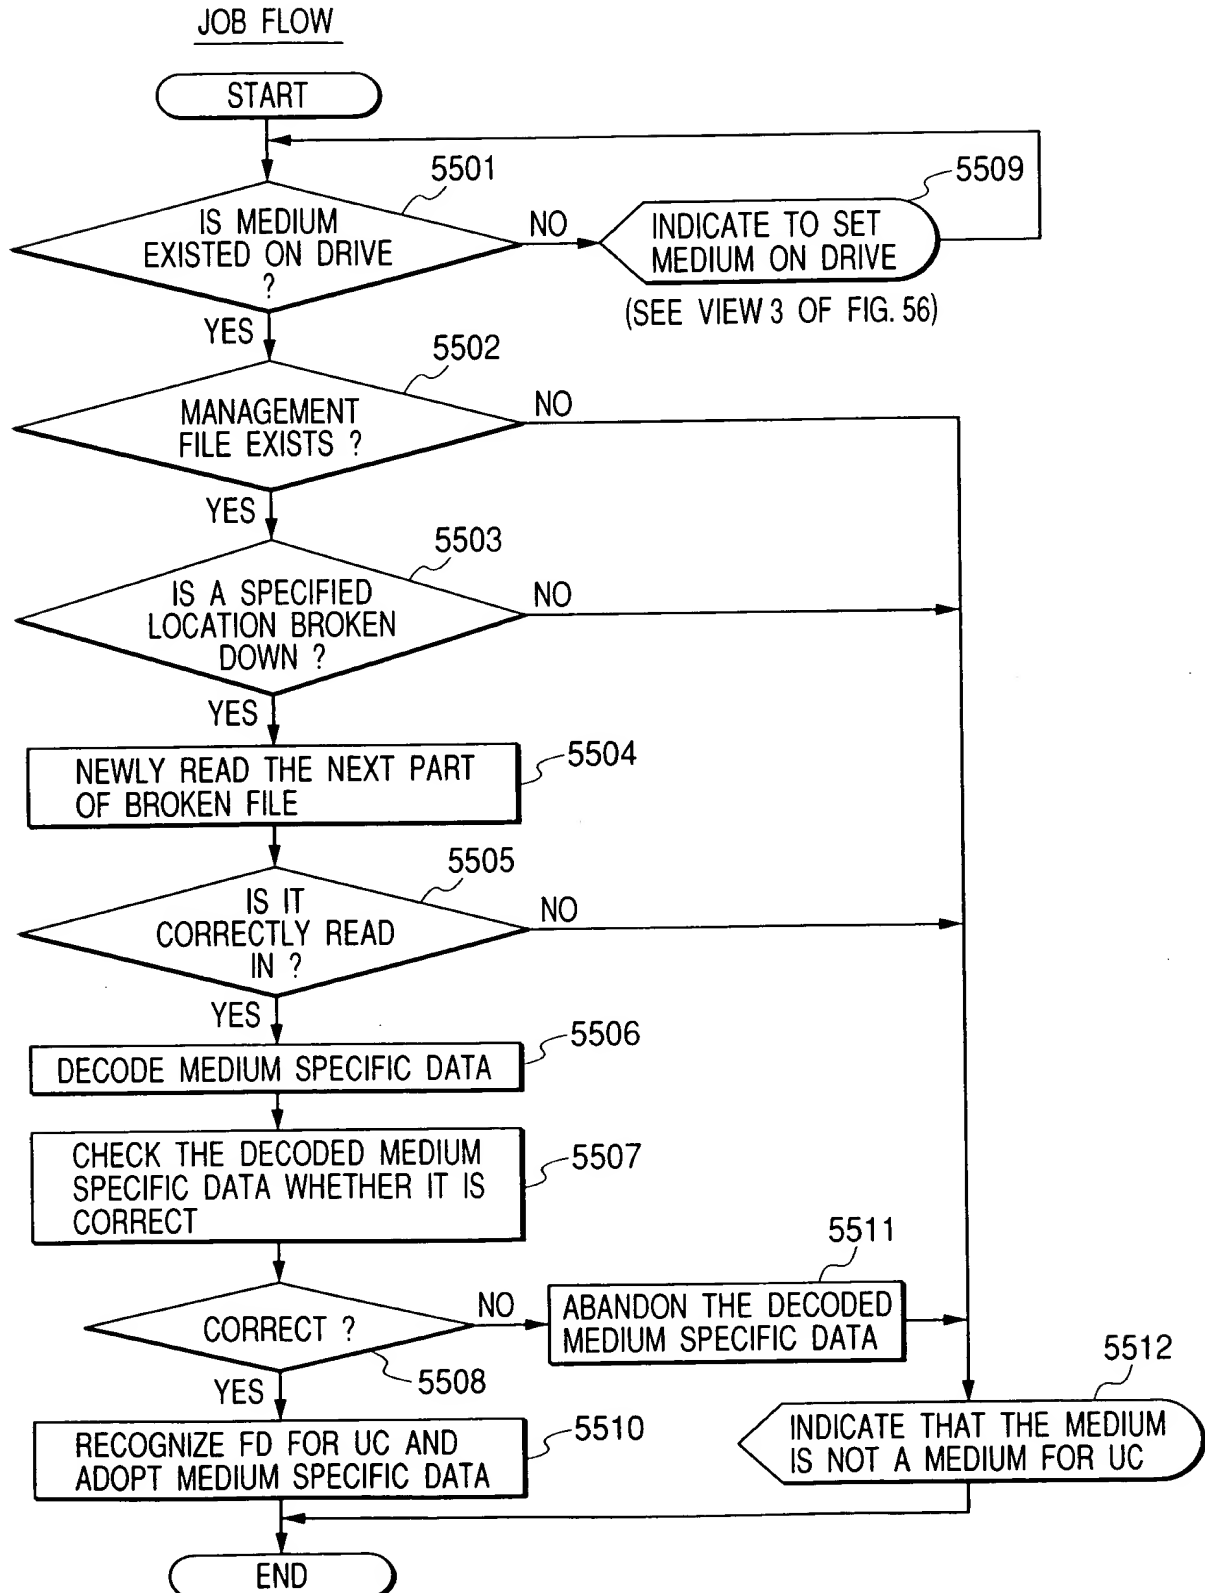 JOB FLOW
START
5501
IS MEDIUM
EXISTED ON DRIVE
?
NO
5509
INDICATE TO SET
MEDIUM ON DRIVE
(SEE VIEW 3 OF FIG. 56)
YES
5502
MANAGEMENT
FILE EXISTS ?
NO
YES
5503
IS A SPECIFIED
LOCATION BROKEN
DOWN ?
NO
YES
5504
NEWLY READ THE NEXT PART
OF BROKEN FILE
5505
IS IT
CORRECTLY READ
IN ?
NO
YES
5506
DECODE MEDIUM SPECIFIC DATA
5507
CHECK THE DECODED MEDIUM
SPECIFIC DATA WHETHER IT IS
CORRECT
CORRECT ?
5508
NO
5511
ABANDON THE DECODED
MEDIUM SPECIFIC DATA
YES
5510
RECOGNIZE FD FOR UC AND
ADOPT MEDIUM SPECIFIC DATA
5512
INDICATE THAT THE MEDIUM
IS NOT A MEDIUM FOR UC
END